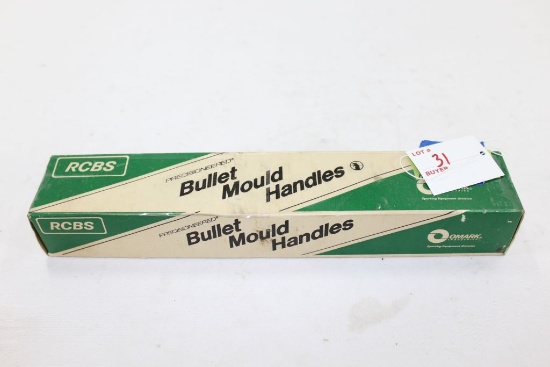 RCBS
PRECISIONEERED®
Bullet Mould Handles
LOT #
31
BUYER
RCBS
PRECISIONEERED®
Bullet Mould Handles
OMARK
Sporting Equipment Division